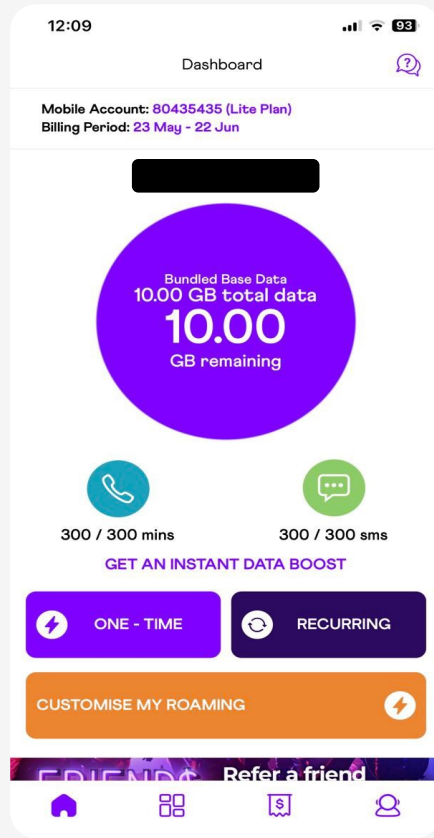 12:09
93
Dashboard
Mobile Account: 80435435 (Lite Plan)
Billing Period: 23 May - 22 Jun
Bundled Base Data
10.00 GB total data
10.00
GB remaining
300 / 300 mins
300 / 300 sms
GET AN INSTANT DATA BOOST
ONE - TIME
RECURRING
CUSTOMISE MY ROAMING
FRIENDS
Refer a friend